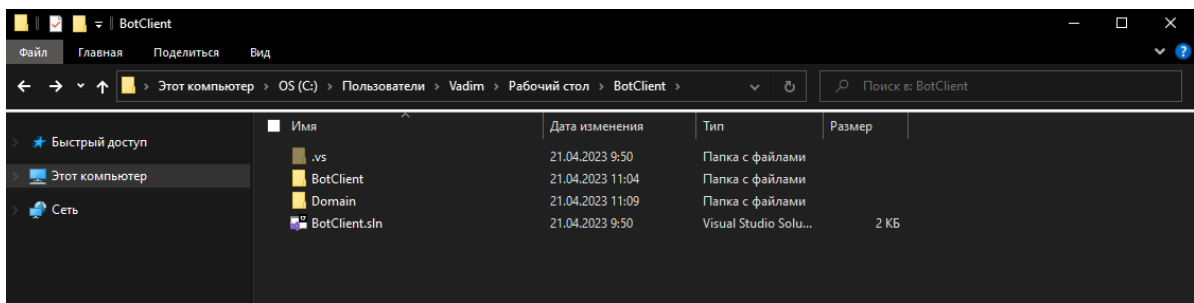 BotClient
Файл Главная Поделиться Вид
Этот компьютер > OS (C:) > Пользователи > Vadim > Рабочий стол > BotClient >
Поиск в: BotClient
Быстрый доступ
Этот компьютер
Сеть
Имя Дата изменения Тип Размер
.vs 21.04.2023 9:50 Папка с файлами
BotClient 21.04.2023 11:04 Папка с файлами
Domain 21.04.2023 11:09 Папка с файлами
BotClient.sln 21.04.2023 9:50 Visual Studio Solu... 2 КБ